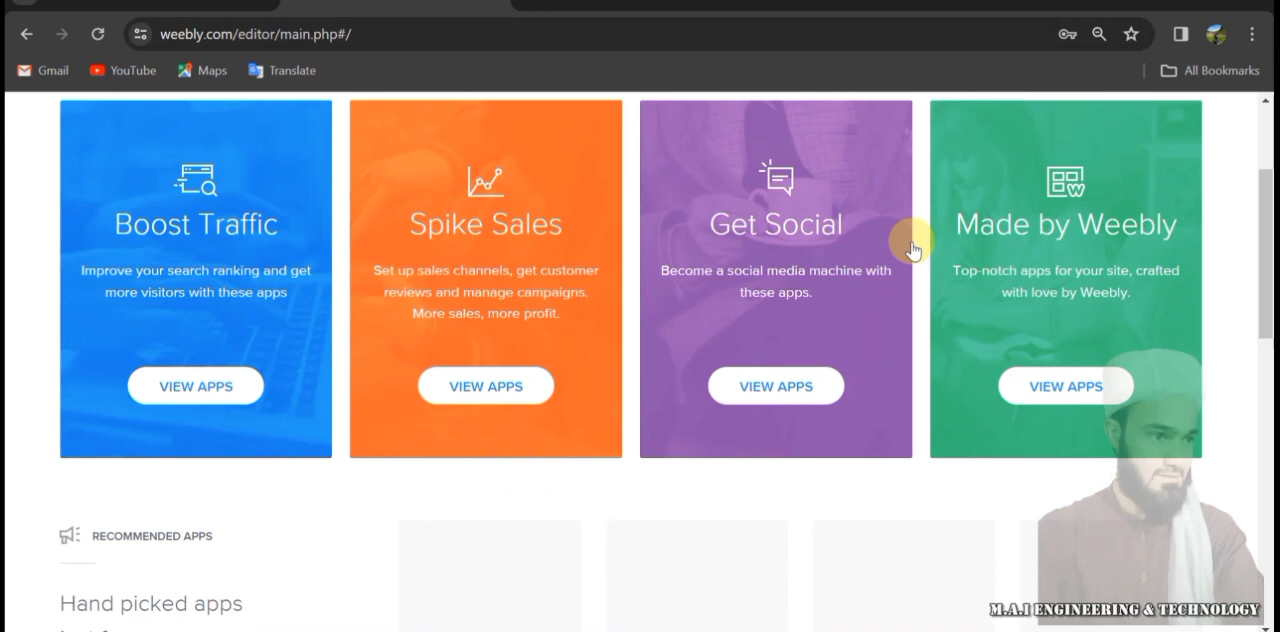 weebly.com/editor/main.php#/
Gmail
YouTube
Maps
Translate
All Bookmarks
Boost Traffic
Improve your search ranking and get
more visitors with these apps
VIEW APPS
Spike Sales
Set up sales channels, get customer
reviews and manage campaigns.
More sales, more profit.
VIEW APPS
Get Social
Become a social media machine with
these apps.
VIEW APPS
Made by Weebly
Top-notch apps for your site, crafted
with love by Weebly.
VIEW APPS
RECOMMENDED APPS
Hand picked apps
M.A.I ENGINEERING & TECHNOLOGY